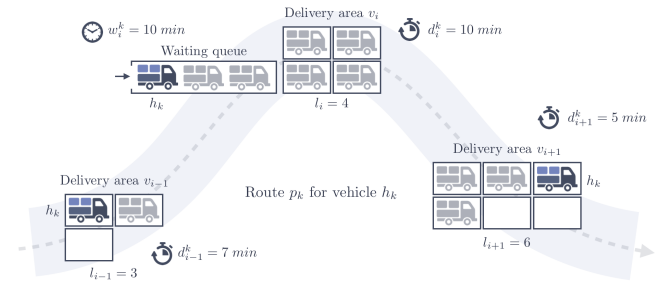 Delivery area v_i
w_i^k = 10 min
d_i^k = 10 min
Waiting queue
h_k
l_i = 4
d_{i+1}^k = 5 min
Delivery area v_{i+1}
Delivery area v_{i−1}
Route p_k for vehicle h_k
h_k
h_k
l_{i+1} = 6
d_{i−1}^k = 7 min
l_{i−1} = 3